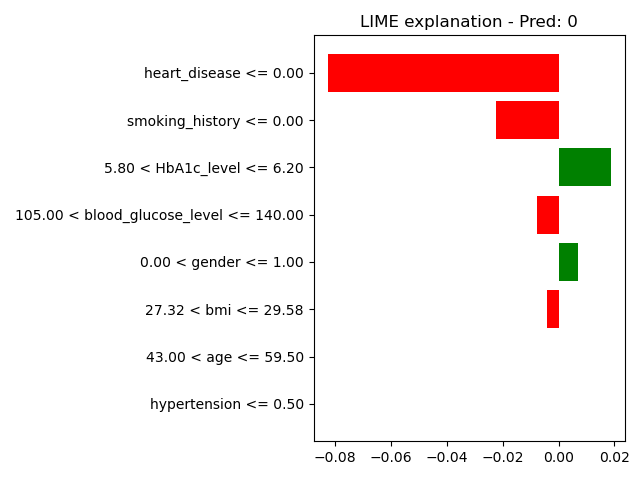 LIME explanation - Pred: 0
heart_disease <= 0.00
smoking_history <= 0.00
5.80 < HbA1c_level <= 6.20
105.00 < blood_glucose_level <= 140.00
0.00 < gender <= 1.00
27.32 < bmi <= 29.58
43.00 < age <= 59.50
hypertension <= 0.50
−0.08 −0.06 −0.04 −0.02 0.00 0.02